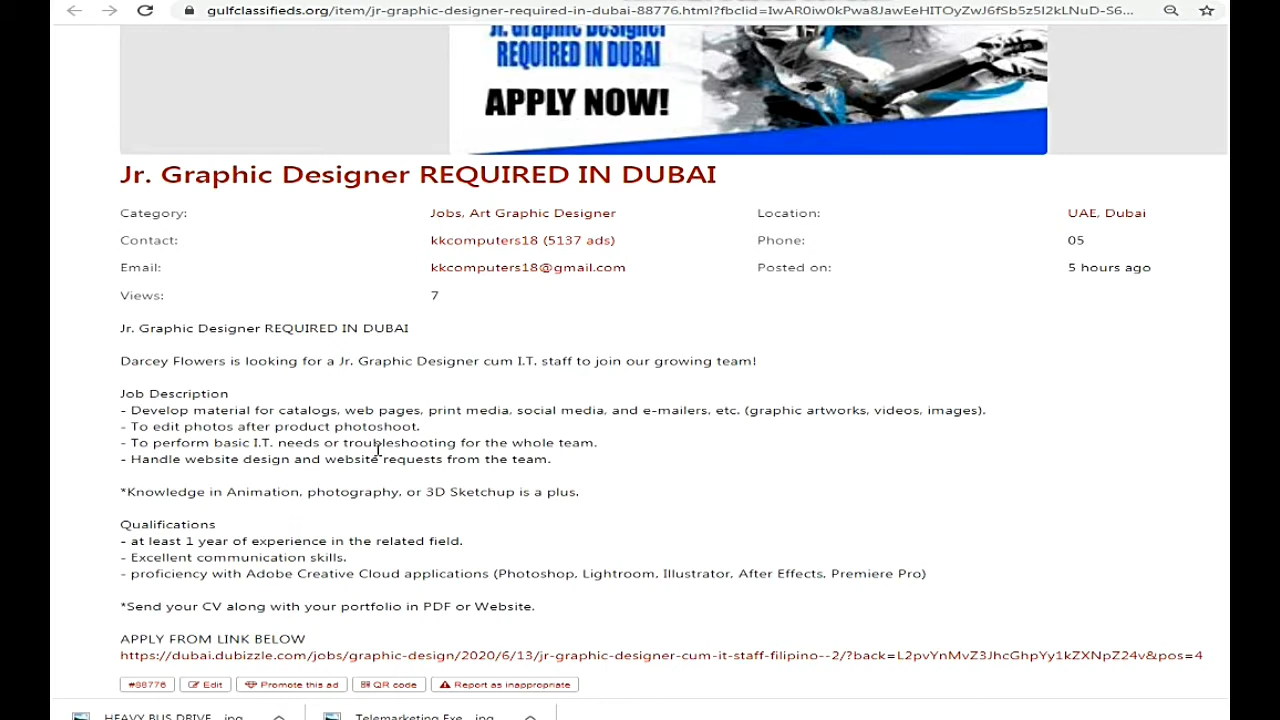 gulfclassifieds.org/item/jr-graphic-designer-required-in-dubai-88776.html?fbclid=IwAR0iw0kPwa8JawEeHITOyZwJ6fSb5z5I2kLNuD-S6...
Jr. Graphic Designer
REQUIRED IN DUBAI
APPLY NOW!
Jr. Graphic Designer REQUIRED IN DUBAI
Category: Jobs, Art Graphic Designer Location: UAE, Dubai
Contact: kkcomputers18 (5137 ads) Phone: 05
Email: kkcomputers18@gmail.com Posted on: 5 hours ago
Views: 7
Jr. Graphic Designer REQUIRED IN DUBAI
Darcey Flowers is looking for a Jr. Graphic Designer cum I.T. staff to join our growing team!
Job Description
- Develop material for catalogs, web pages, print media, social media, and e-mailers, etc. (graphic artworks, videos, images).
- To edit photos after product photoshoot.
- To perform basic I.T. needs or troubleshooting for the whole team.
- Handle website design and website requests from the team.
*Knowledge in Animation, photography, or 3D Sketchup is a plus.
Qualifications
- at least 1 year of experience in the related field.
- Excellent communication skills.
- proficiency with Adobe Creative Cloud applications (Photoshop, Lightroom, Illustrator, After Effects, Premiere Pro)
*Send your CV along with your portfolio in PDF or Website.
APPLY FROM LINK BELOW
https://dubai.dubizzle.com/jobs/graphic-design/2020/6/13/jr-graphic-designer-cum-it-staff-filipino--2/?back=L2pvYnMvZ3JhcGhpYy1kZXNpZ24v&pos=4
#88776 Edit Promote this ad QR code Report as inappropriate
HEAVY BUS DRIVE....jpg Telemarketing Exe....jpg